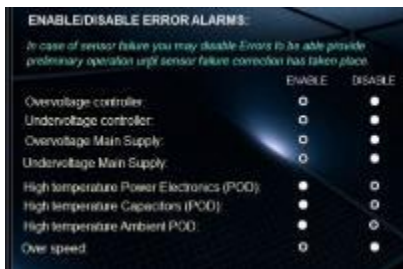 ENABLE/DISABLE ERROR ALARMS:
In case of sensor failure you may disable Errors to be able provide
preliminary operation until sensor failure correction has taken place.
ENABLE DISABLE
Overvoltage controller:
Undervoltage controller:
Overvoltage Main Supply:
Undervoltage Main Supply:
High temperature Power Electronics (POD):
High temperature Capacitors (POD):
High temperature Ambient POD:
Over speed: